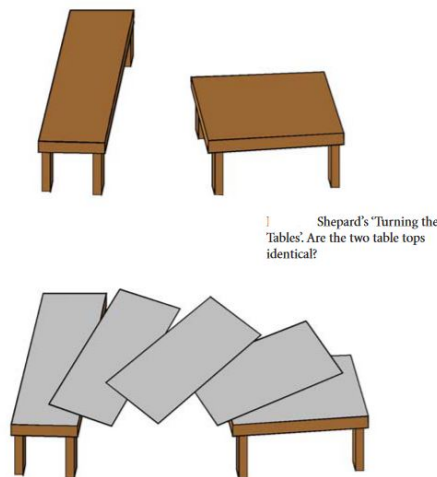 Shepard's 'Turning the
Tables'. Are the two table tops
identical?